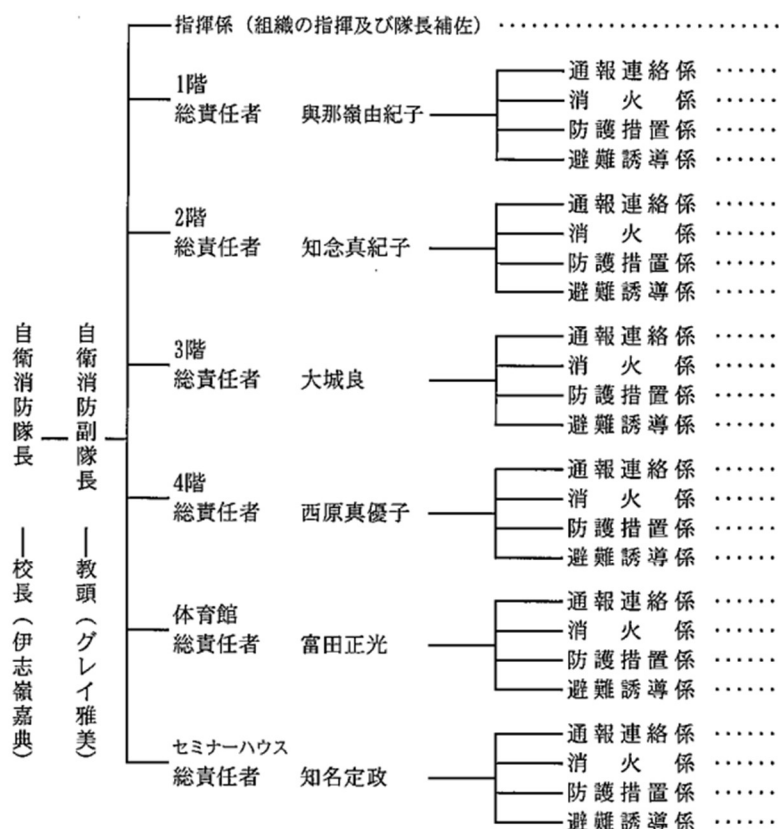 指揮係（組織の指揮及び隊長補佐）‥‥‥‥‥‥‥‥‥‥
1階
総責任者　與那嶺由紀子
通報連絡係 ‥‥‥
消　火　係 ‥‥‥
防護措置係 ‥‥‥
避難誘導係 ‥‥‥
2階
総責任者　知念真紀子
通報連絡係 ‥‥‥
消　火　係 ‥‥‥
防護措置係 ‥‥‥
避難誘導係 ‥‥‥
3階
総責任者　大城良
通報連絡係 ‥‥‥
消　火　係 ‥‥‥
防護措置係 ‥‥‥
避難誘導係 ‥‥‥
4階
総責任者　西原真優子
通報連絡係 ‥‥‥
消　火　係 ‥‥‥
防護措置係 ‥‥‥
避難誘導係 ‥‥‥
体育館
総責任者　富田正光
通報連絡係 ‥‥‥
消　火　係 ‥‥‥
防護措置係 ‥‥‥
避難誘導係 ‥‥‥
セミナーハウス
総責任者　知名定政
通報連絡係 ‥‥‥
消　火　係 ‥‥‥
防護措置係 ‥‥‥
避難誘導係 ‥‥‥
自衛消防副隊長 ―教頭（グレイ雅美）
自衛消防隊長 ―校長（伊志嶺嘉典）